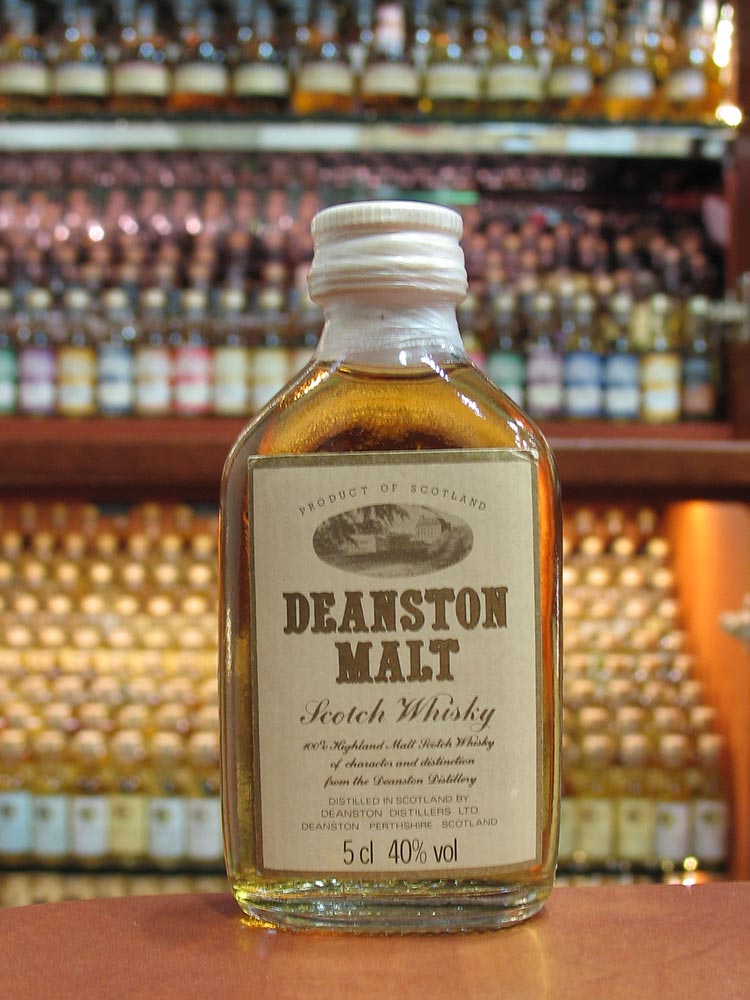 PRODUCT OF SCOTLAND
DEANSTON
MALT
Scotch Whisky
100% Highland Malt Scotch Whisky
of character and distinction
from the Deanston Distillery
DISTILLED IN SCOTLAND BY
DEANSTON DISTILLERS LTD.
DEANSTON PERTHSHIRE SCOTLAND
5 cl 40% vol